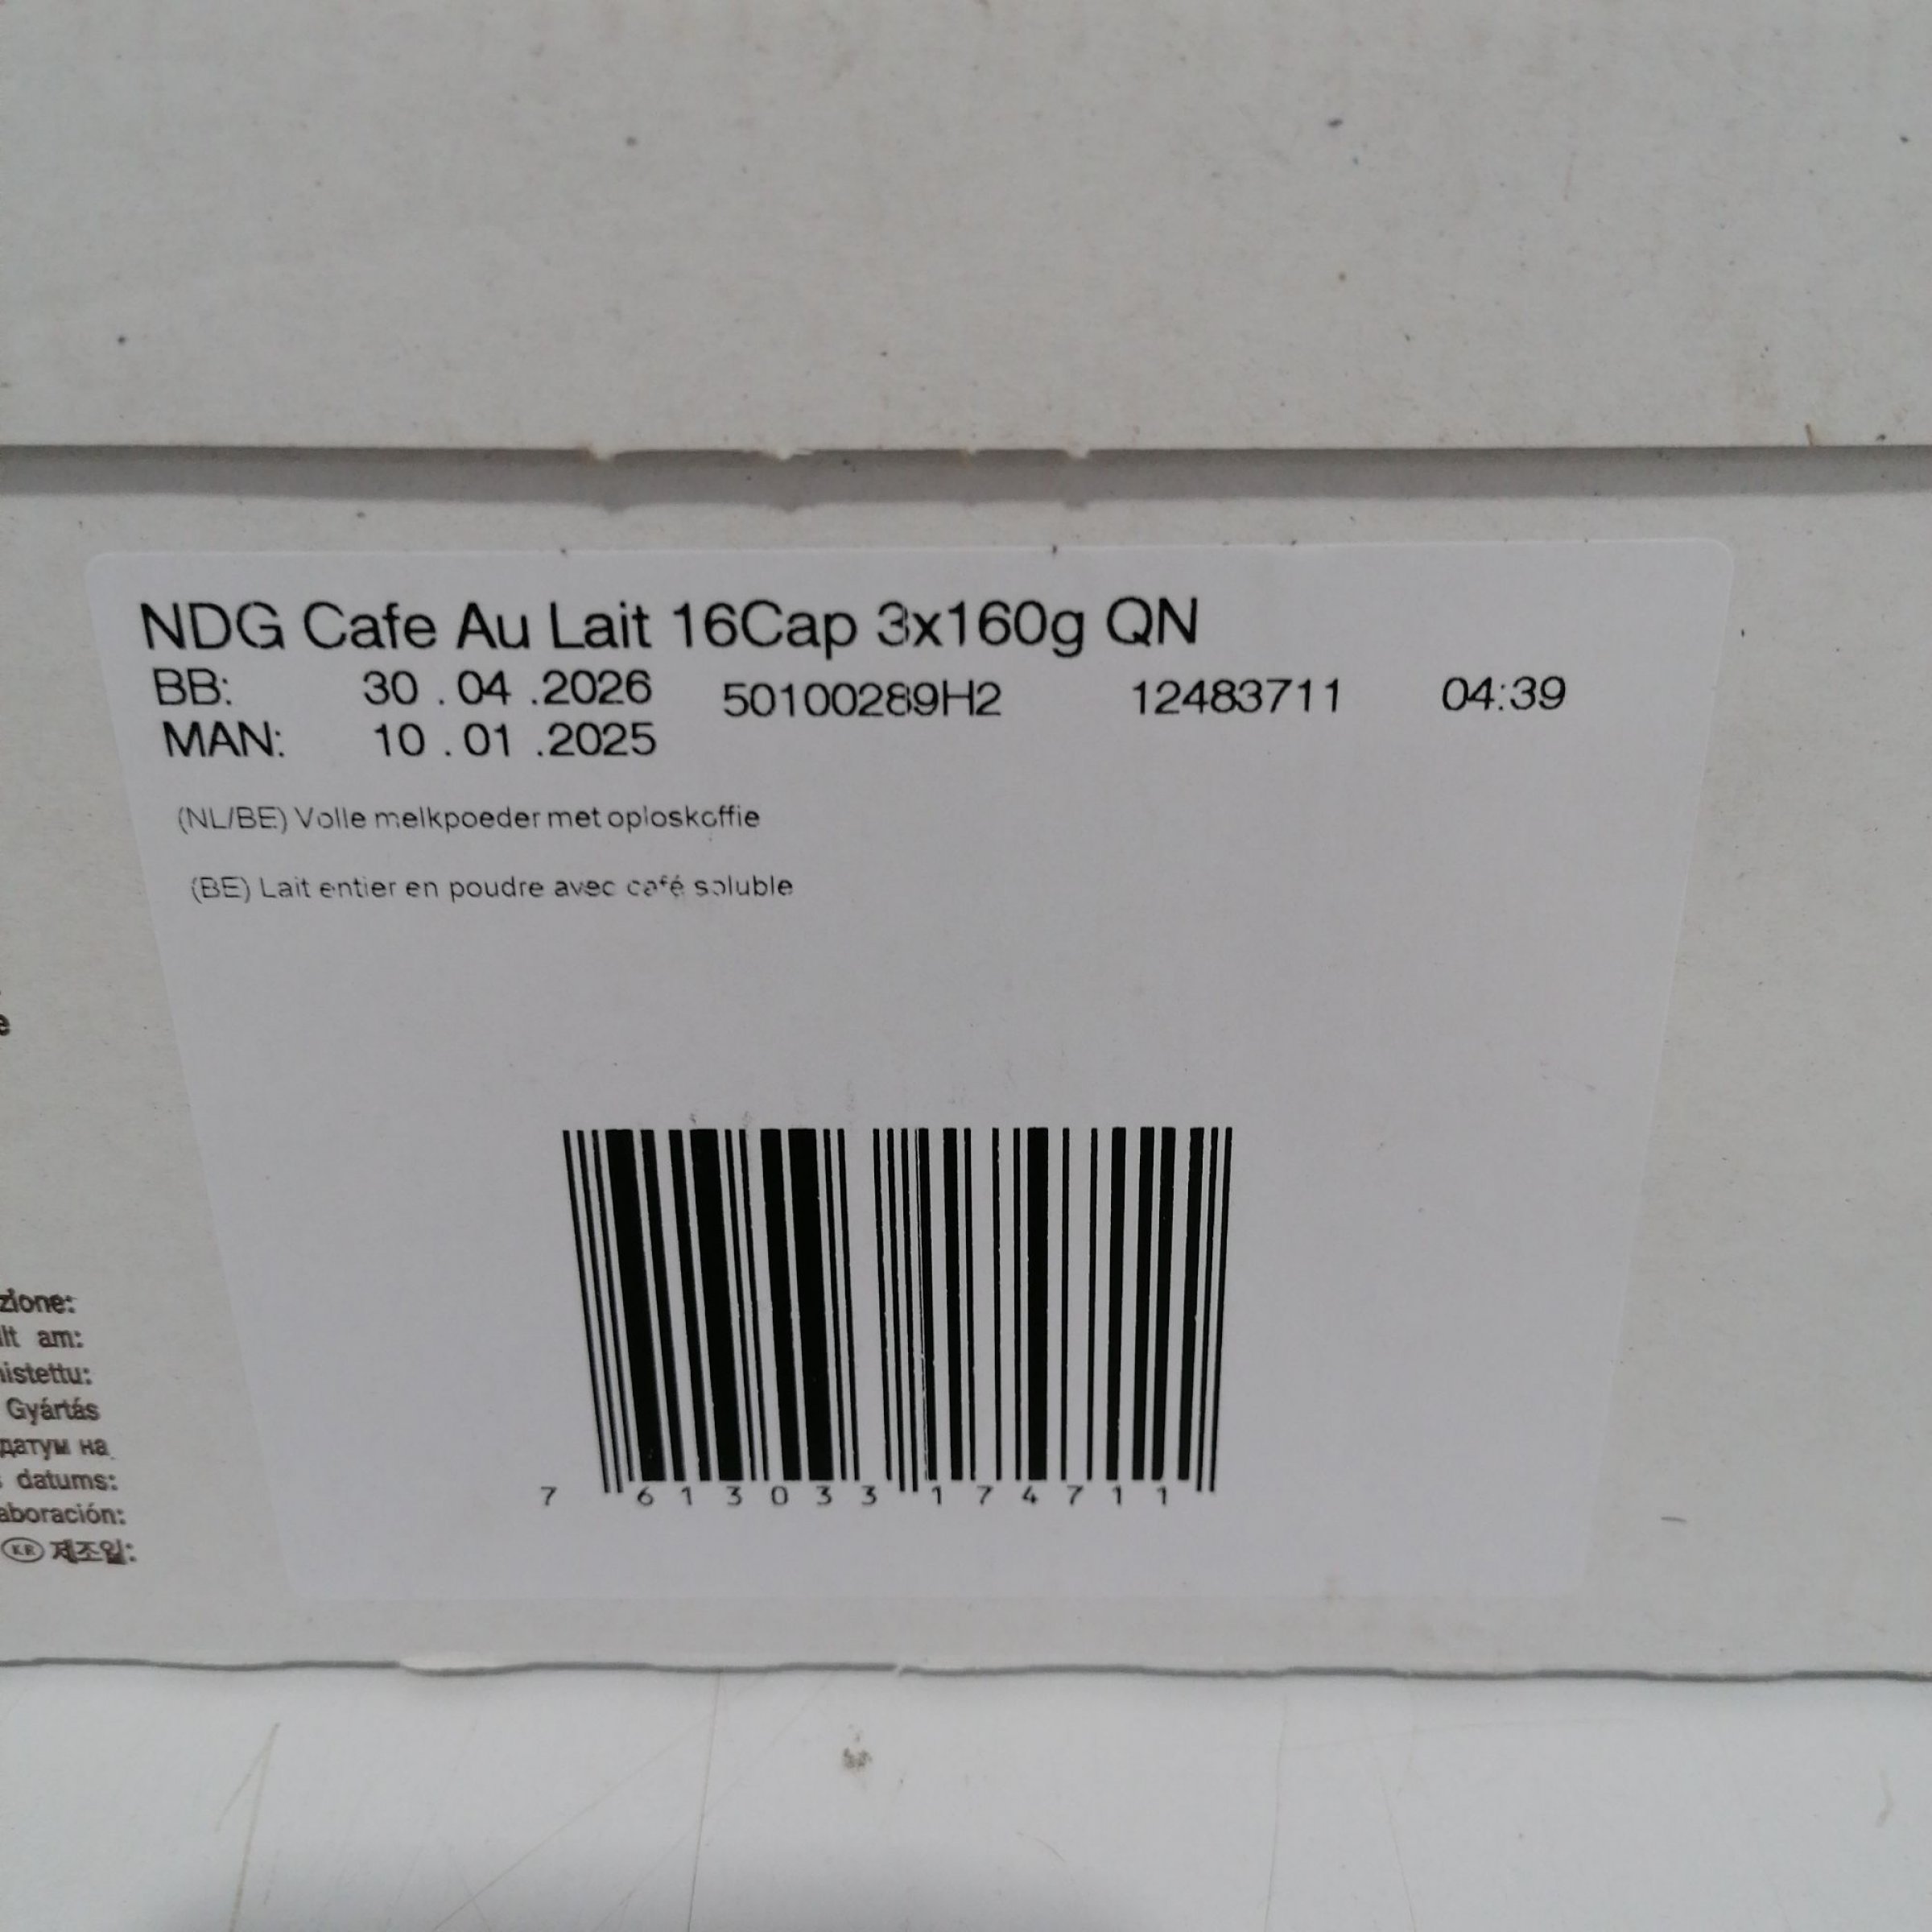 NDG Cafe Au Lait 16Cap 3x160g QN
BB: 30 . 04 .2026 50100289H2 12483711 04:39
MAN: 10 . 01 .2025
(NL/BE) Volle melkpoeder met oploskoffie
(BE) Lait entier en poudre avec café soluble
7 613033 174711
zione:
lt am:
istettu:
Gyártás
датум на
datums:
aboración:
KR 제조일: